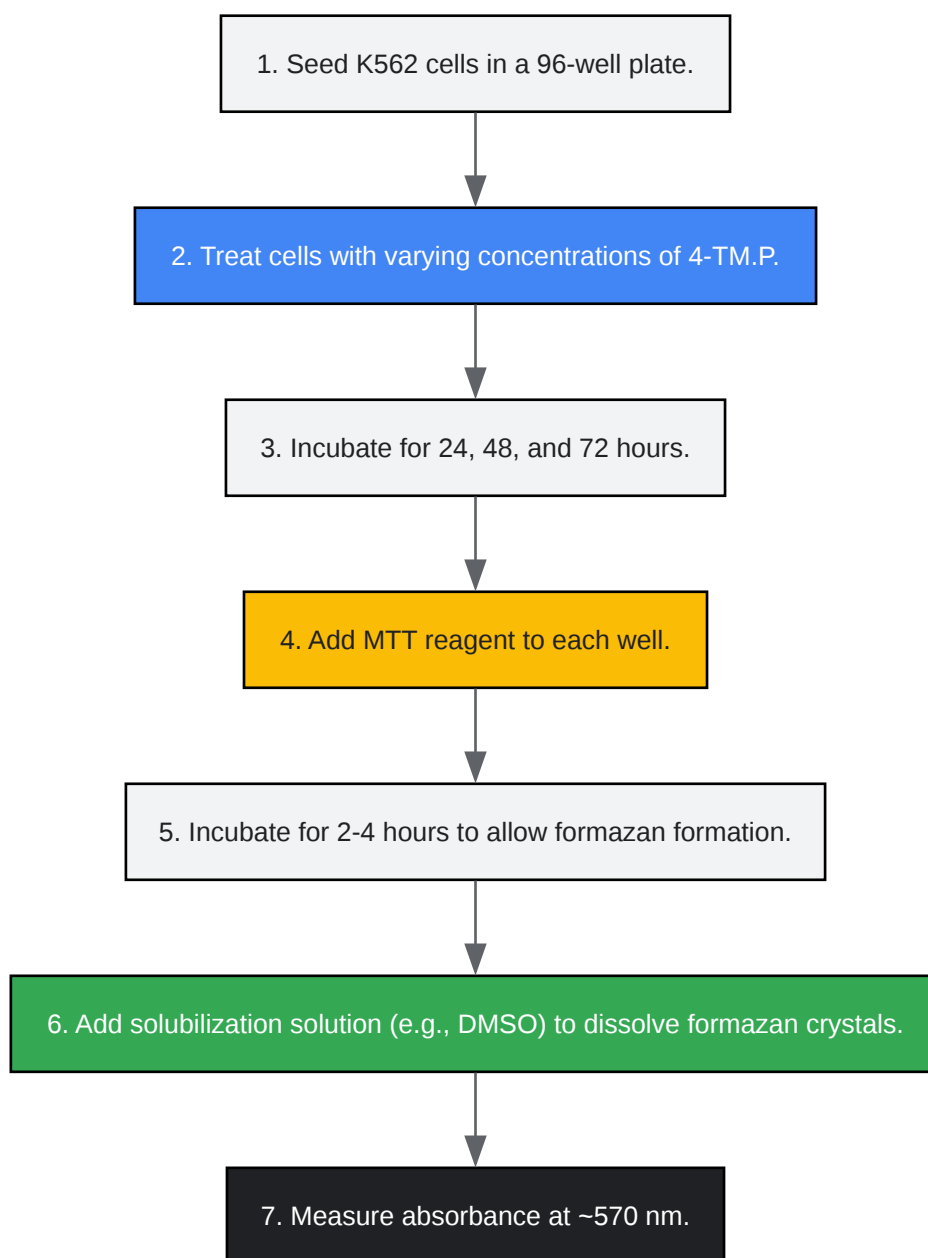 1. Seed K562 cells in a 96-well plate.
2. Treat cells with varying concentrations of 4-TM.P.
3. Incubate for 24, 48, and 72 hours.
4. Add MTT reagent to each well.
5. Incubate for 2-4 hours to allow formazan formation.
6. Add solubilization solution (e.g., DMSO) to dissolve formazan crystals.
7. Measure absorbance at ~570 nm.